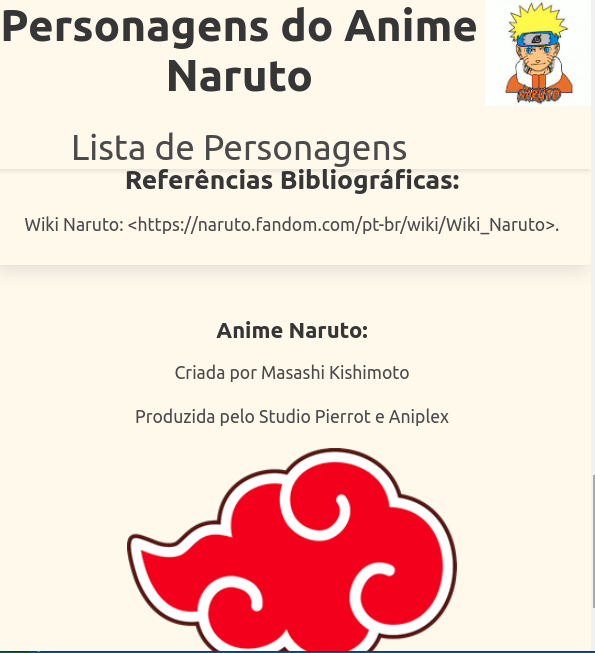 Personagens do Anime
Naruto
NARUTO
Lista de Personagens
Referências Bibliográficas:
Wiki Naruto: <https://naruto.fandom.com/pt-br/wiki/Wiki_Naruto>.
Anime Naruto:
Criada por Masashi Kishimoto
Produzida pelo Studio Pierrot e Aniplex